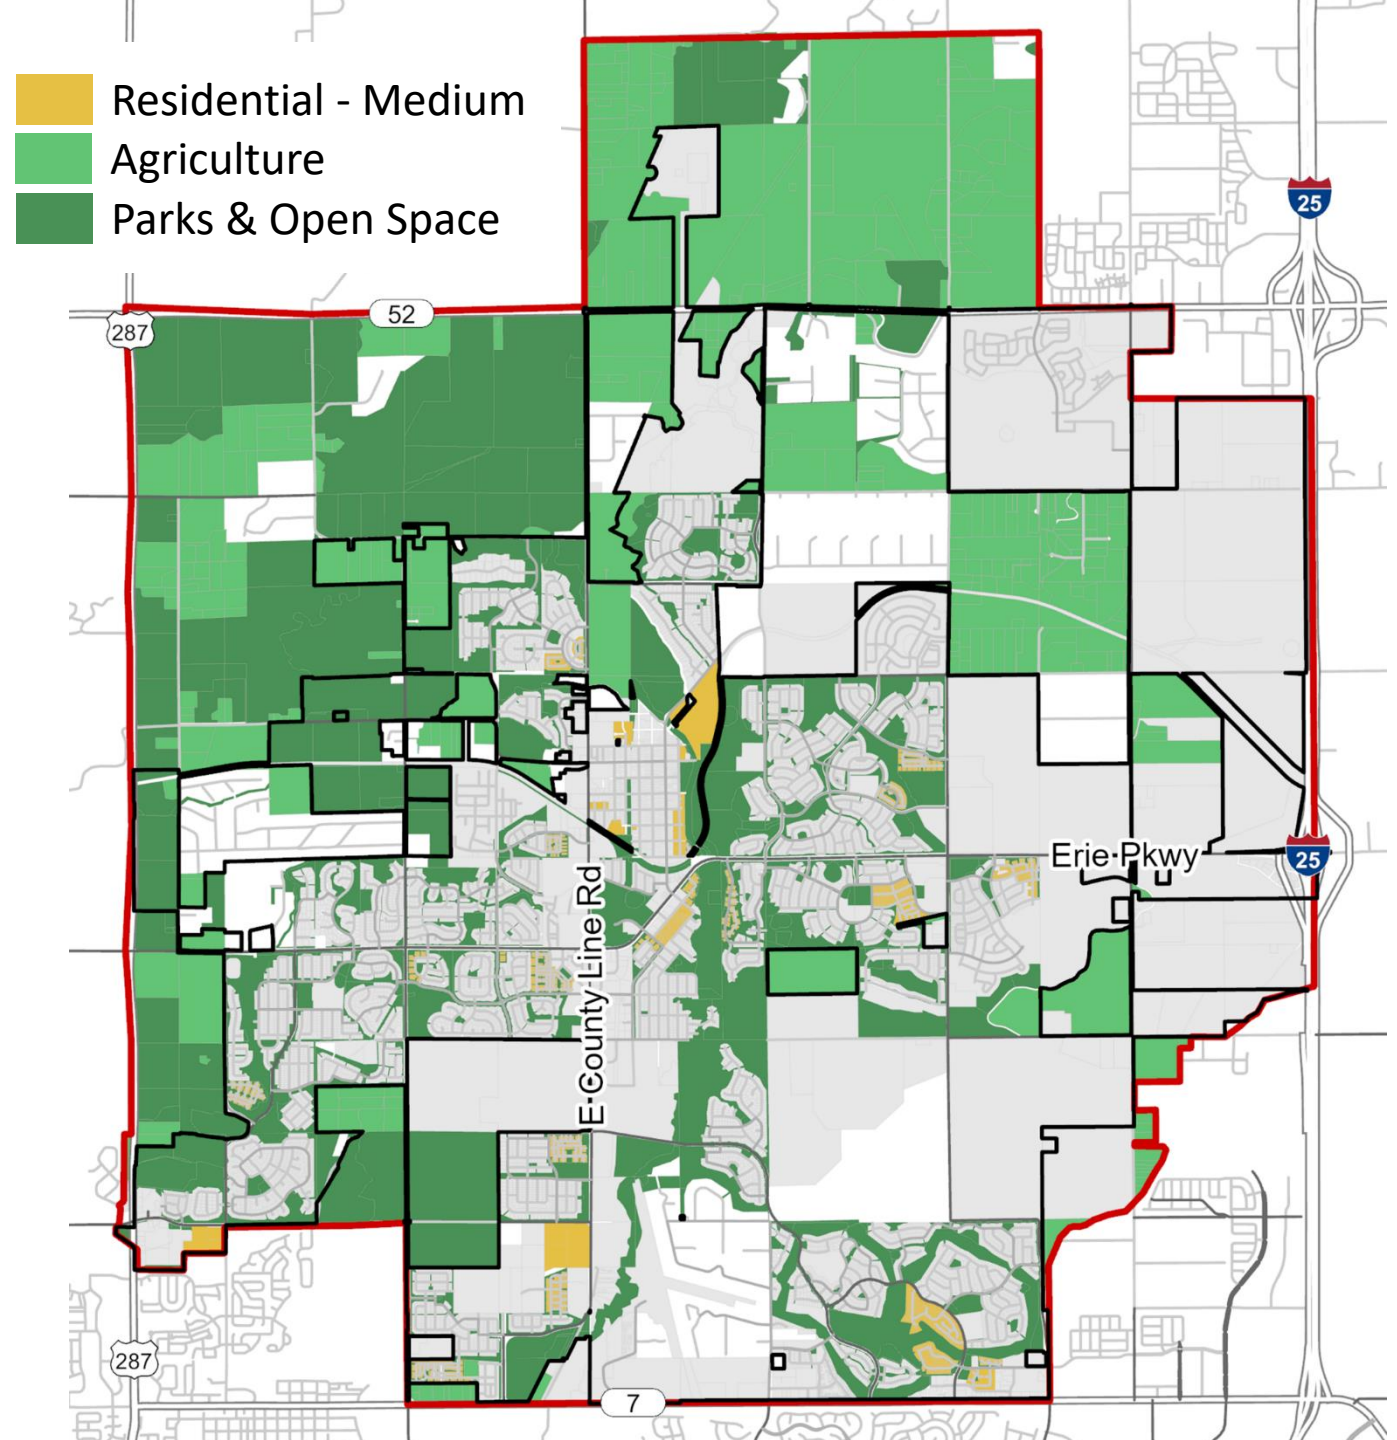 Residential - Medium
Agriculture
Parks & Open Space
25
52
287
Erie Pkwy
25
E County Line Rd
287
7